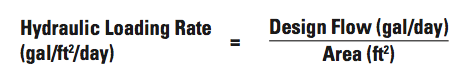 Hydraulic Loading Rate
(gal/ft²/day)
=
Design Flow (gal/day)
Area (ft²)